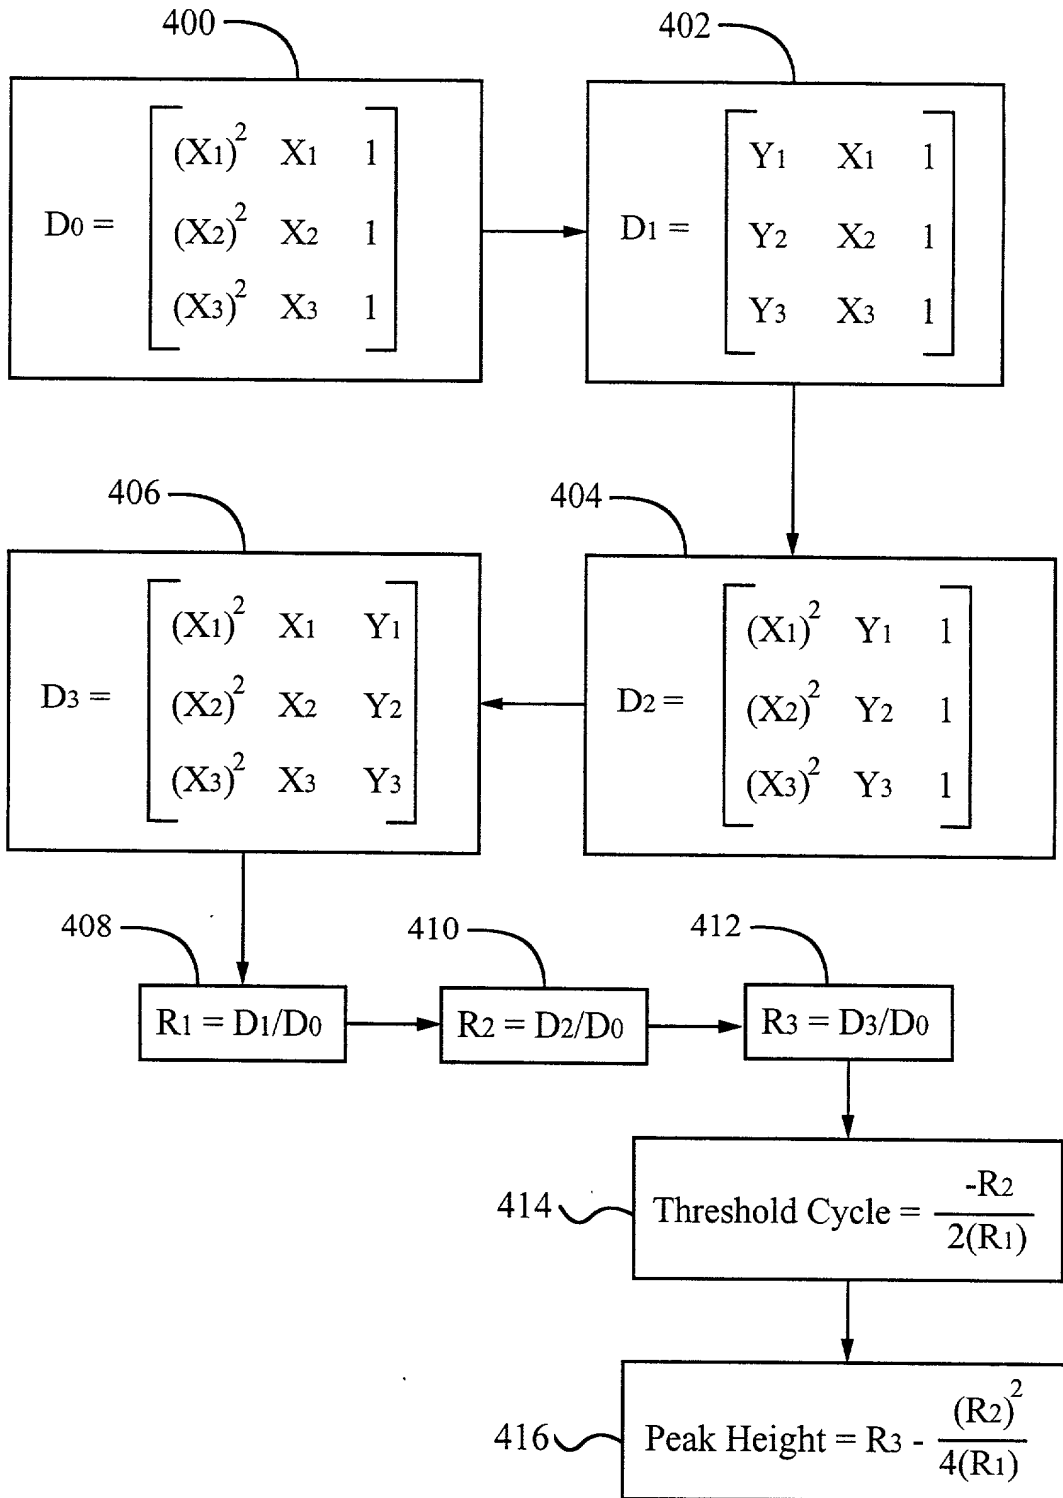 400
402
D0 =
(X1)² X1 1
(X2)² X2 1
(X3)² X3 1
D1 =
Y1 X1 1
Y2 X2 1
Y3 X3 1
406
404
D3 =
(X1)² X1 Y1
(X2)² X2 Y2
(X3)² X3 Y3
D2 =
(X1)² Y1 1
(X2)² Y2 1
(X3)² Y3 1
408
410
412
R1 = D1/D0
R2 = D2/D0
R3 = D3/D0
414
Threshold Cycle = -R2 / 2(R1)
416
Peak Height = R3 - (R2)² / 4(R1)